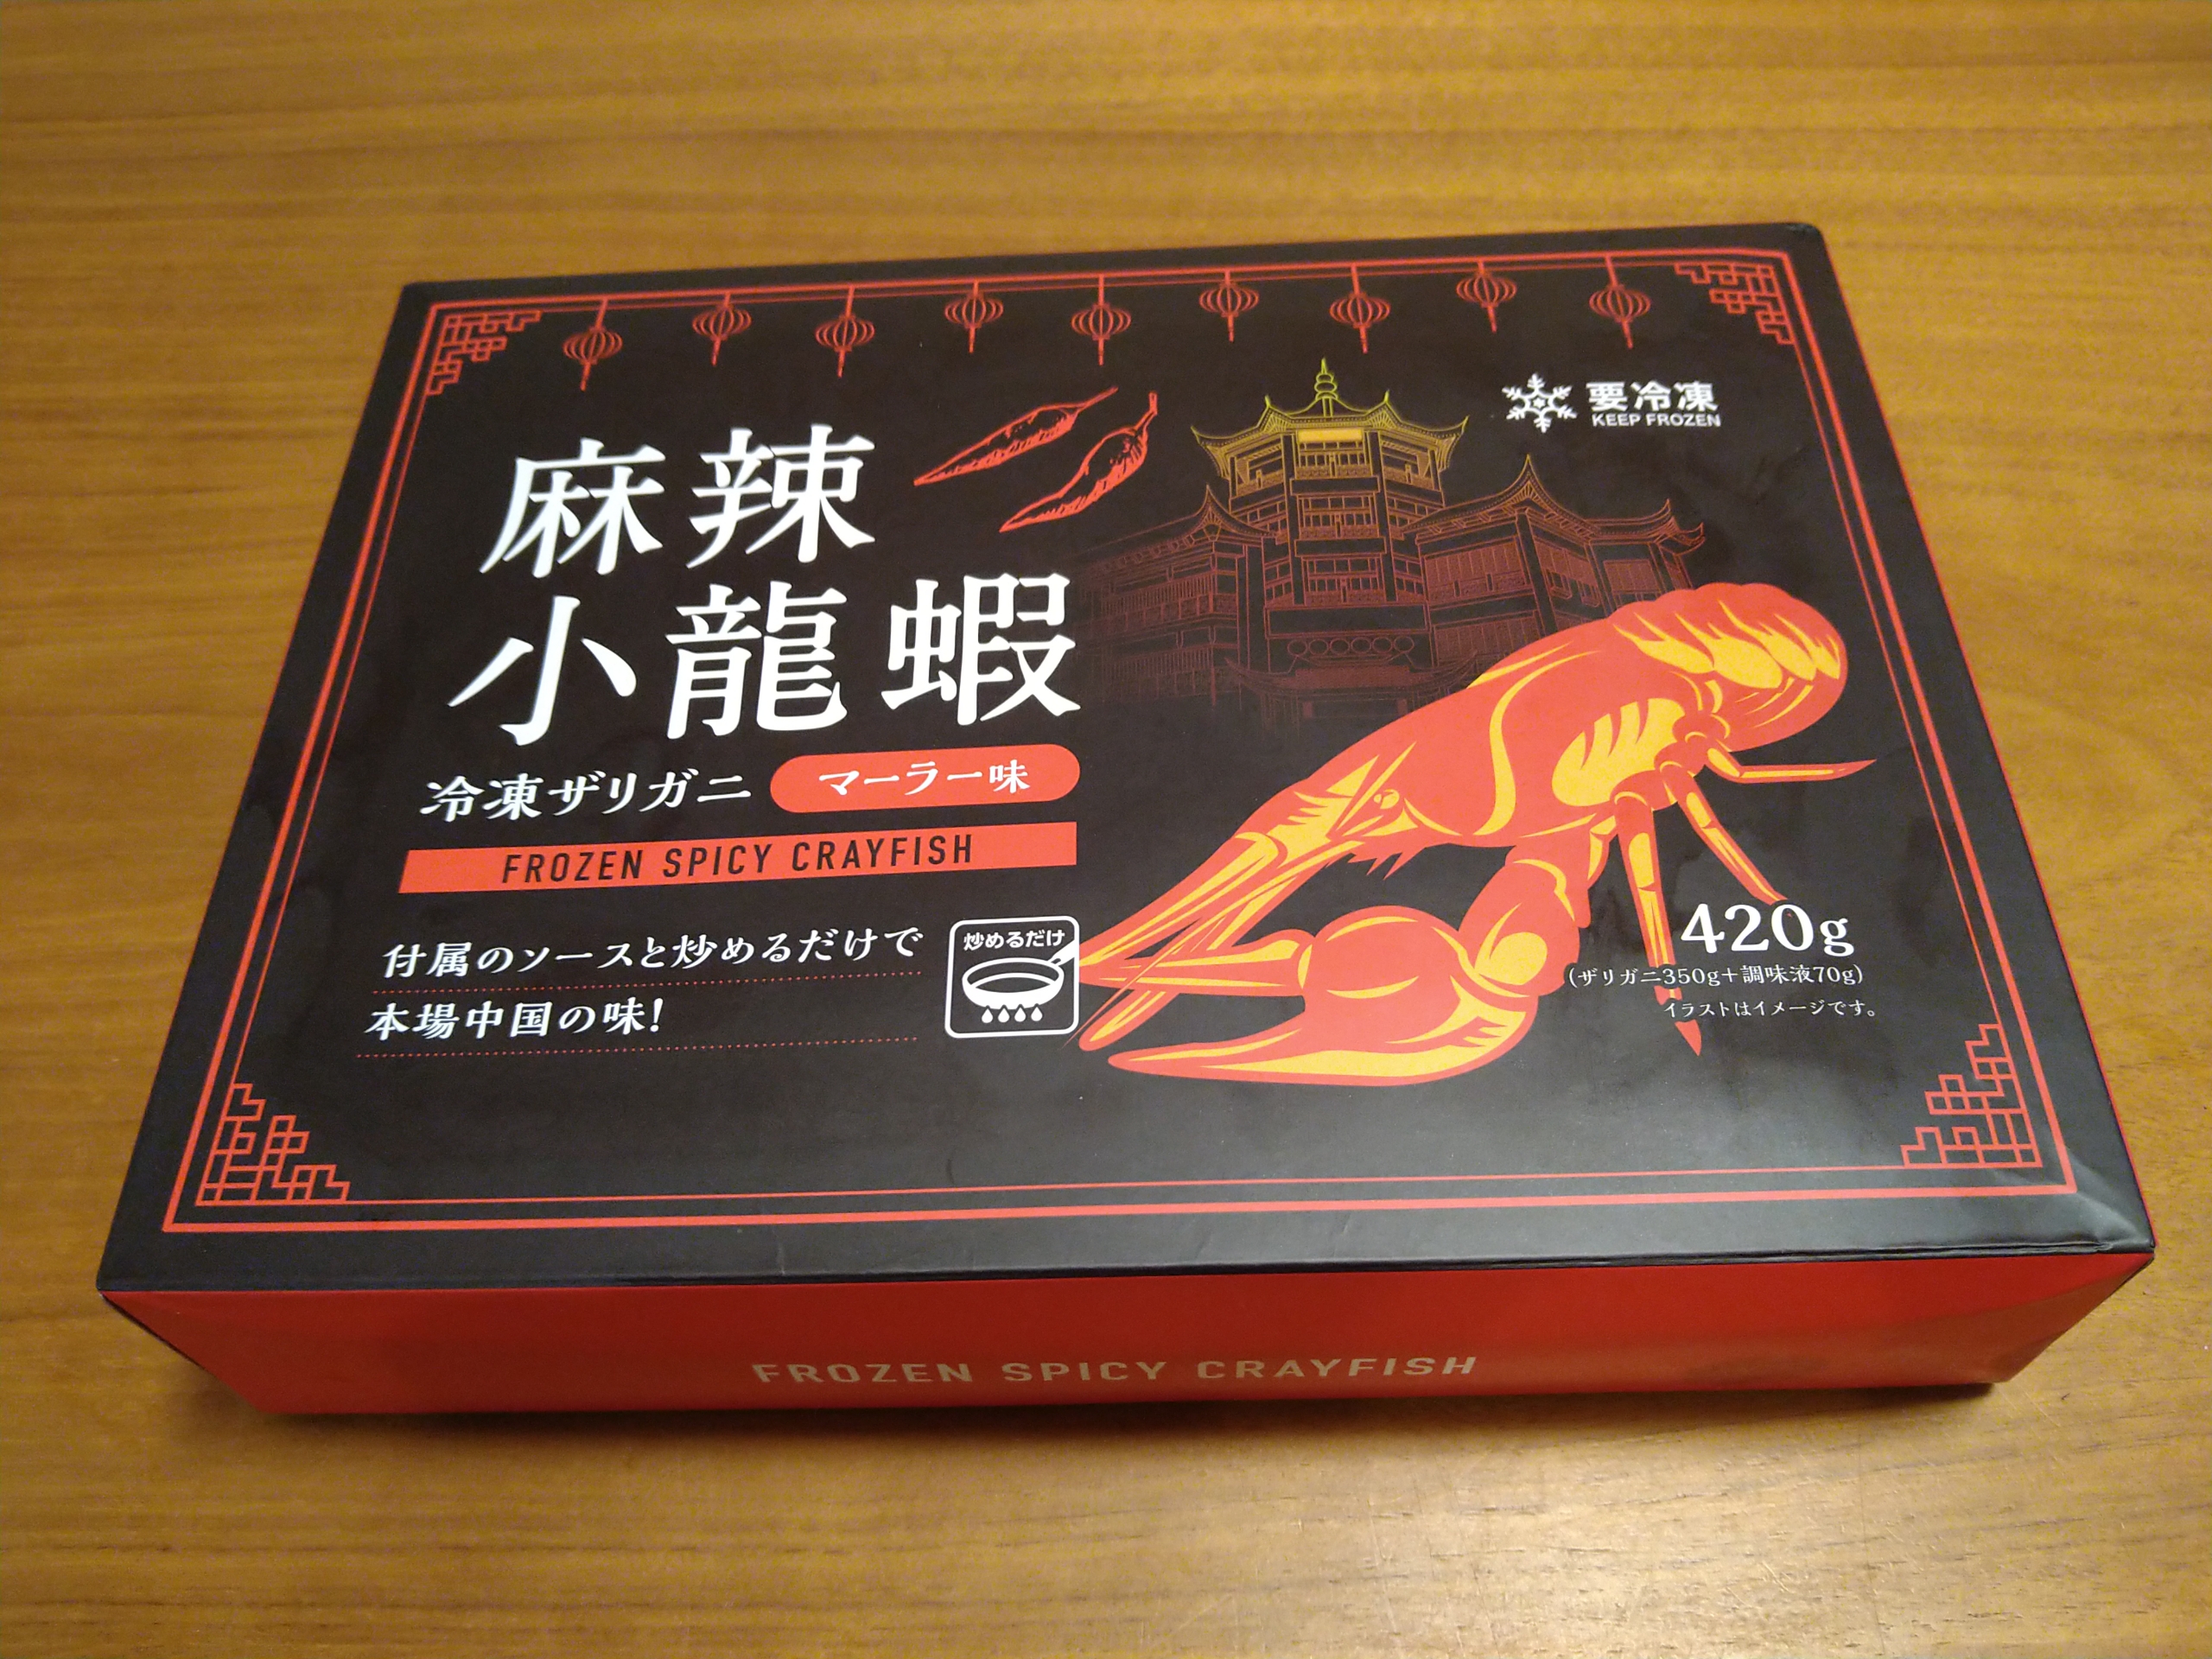 要冷凍
KEEP FROZEN
麻辣
小龍蝦
冷凍ザリガニ マーラー味
FROZEN SPICY CRAYFISH
付属のソースと炒めるだけで
本場中国の味!
炒めるだけ
420g
(ザリガニ350g+調味液70g)
イラストはイメージです。
FROZEN SPICY CRAYFISH